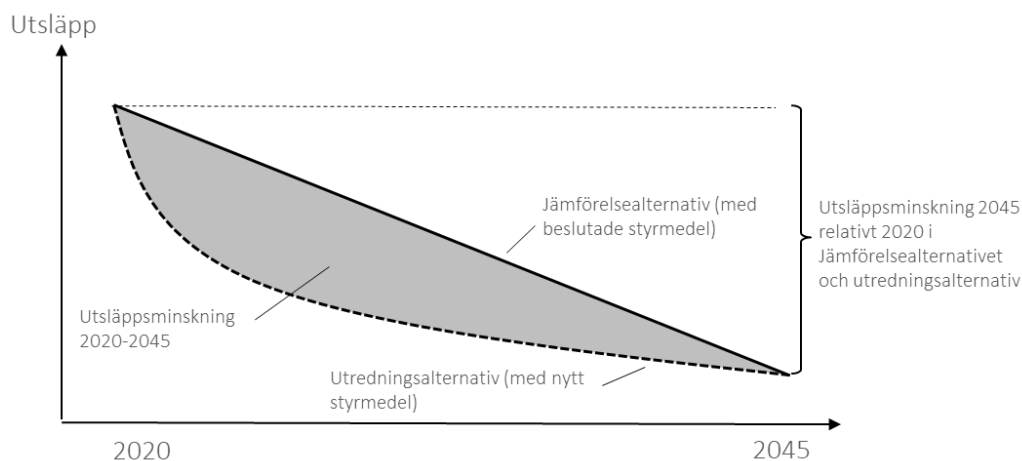 Utsläpp
Jämförelsealternativ (med
beslutade styrmedel)
Utsläppsminskning 2045
relativt 2020 i
Jämförelsealternativet
och utredningsalternativ
Utsläppsminskning
2020-2045
Utredningsalternativ (med nytt
styrmedel)
2020
2045